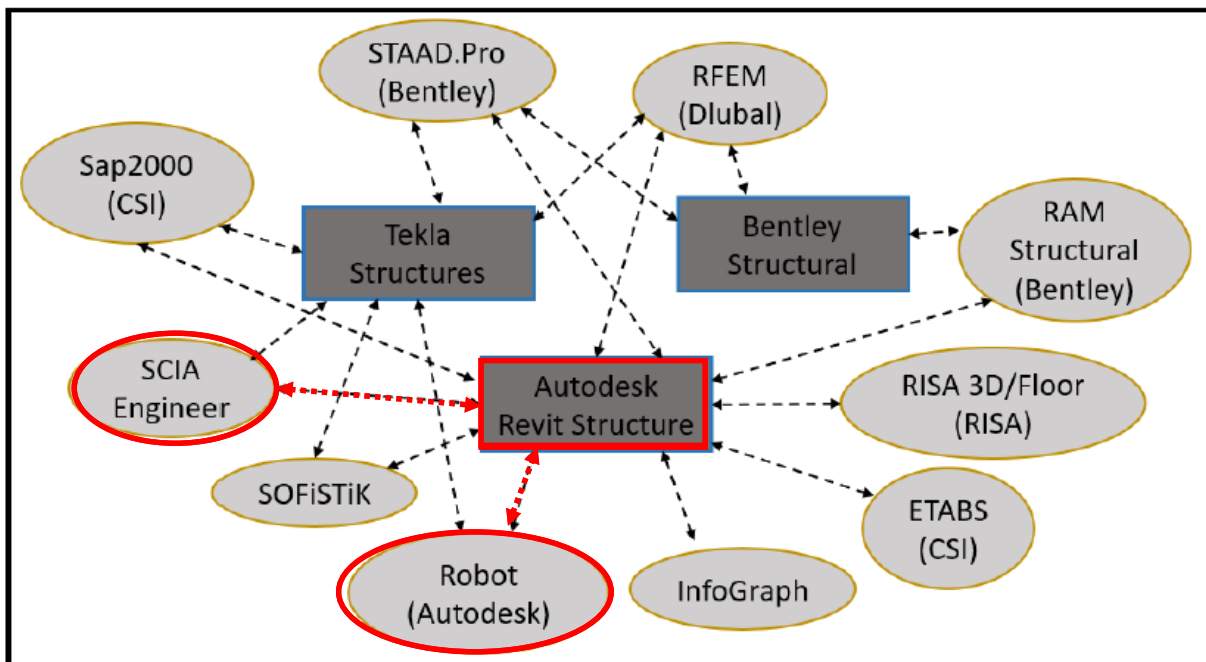 STAAD.Pro
(Bentley)
RFEM
(Dlubal)
Sap2000
(CSI)
Tekla
Structures
Bentley
Structural
RAM
Structural
(Bentley)
SCIA
Engineer
Autodesk
Revit Structure
RISA 3D/Floor
(RISA)
SOFiSTiK
ETABS
(CSI)
Robot
(Autodesk)
InfoGraph